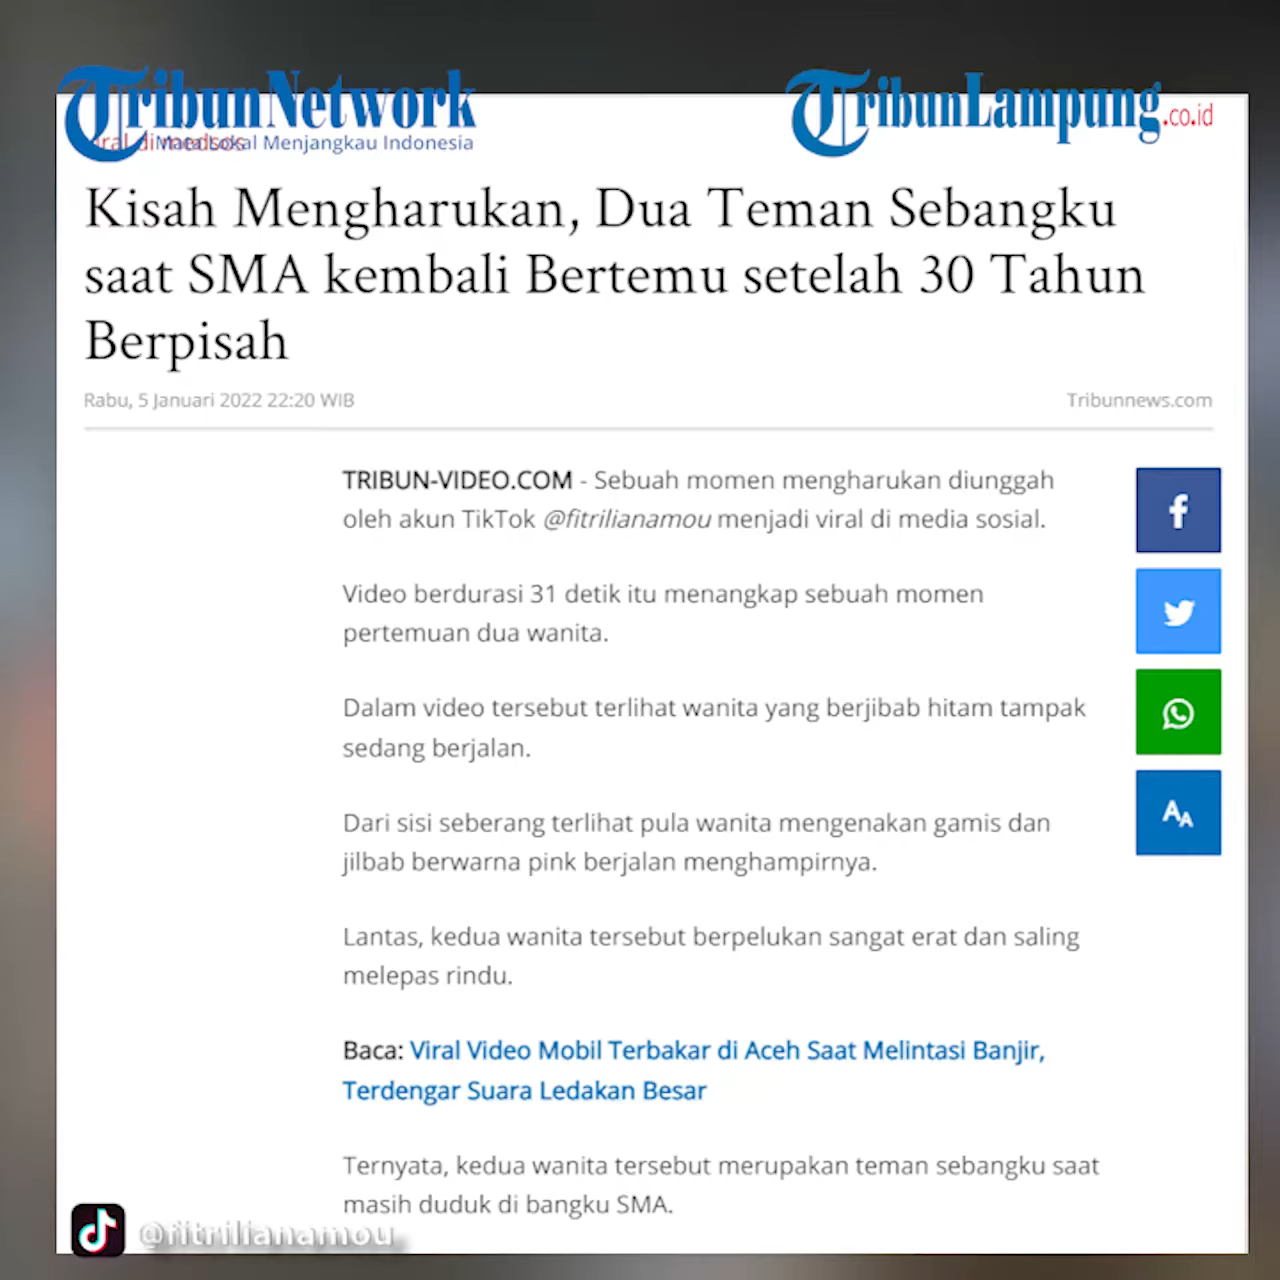 TribunNetwork
Mata Lokal Menjangkau Indonesia
TribunLampung.co.id
viral di medsos
Kisah Mengharukan, Dua Teman Sebangku
saat SMA kembali Bertemu setelah 30 Tahun
Berpisah
Rabu, 5 Januari 2022 22:20 WIB
Tribunnews.com
TRIBUN-VIDEO.COM - Sebuah momen mengharukan diunggah
oleh akun TikTok @fitrilianamou menjadi viral di media sosial.
Video berdurasi 31 detik itu menangkap sebuah momen
pertemuan dua wanita.
Dalam video tersebut terlihat wanita yang berjibab hitam tampak
sedang berjalan.
Dari sisi seberang terlihat pula wanita mengenakan gamis dan
jilbab berwarna pink berjalan menghampirnya.
Lantas, kedua wanita tersebut berpelukan sangat erat dan saling
melepas rindu.
Baca: Viral Video Mobil Terbakar di Aceh Saat Melintasi Banjir,
Terdengar Suara Ledakan Besar
Ternyata, kedua wanita tersebut merupakan teman sebangku saat
masih duduk di bangku SMA.
@fitrilianamou
AA